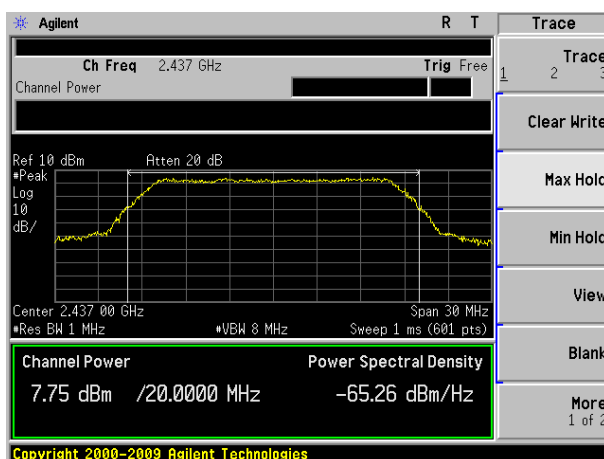 Agilent R T Trace
Ch Freq 2.437 GHz Trig Free
Channel Power
Trace
1 2 3
Clear Write
Max Hold
Min Hold
View
Blank
More
1 of 2
Ref 10 dBm Atten 20 dB
#Peak
Log
10
dB/
Center 2.437 00 GHz Span 30 MHz
#Res BW 1 MHz #VBW 8 MHz Sweep 1 ms (601 pts)
Channel Power Power Spectral Density
7.75 dBm /20.0000 MHz -65.26 dBm/Hz
Copyright 2000-2009 Agilent Technologies